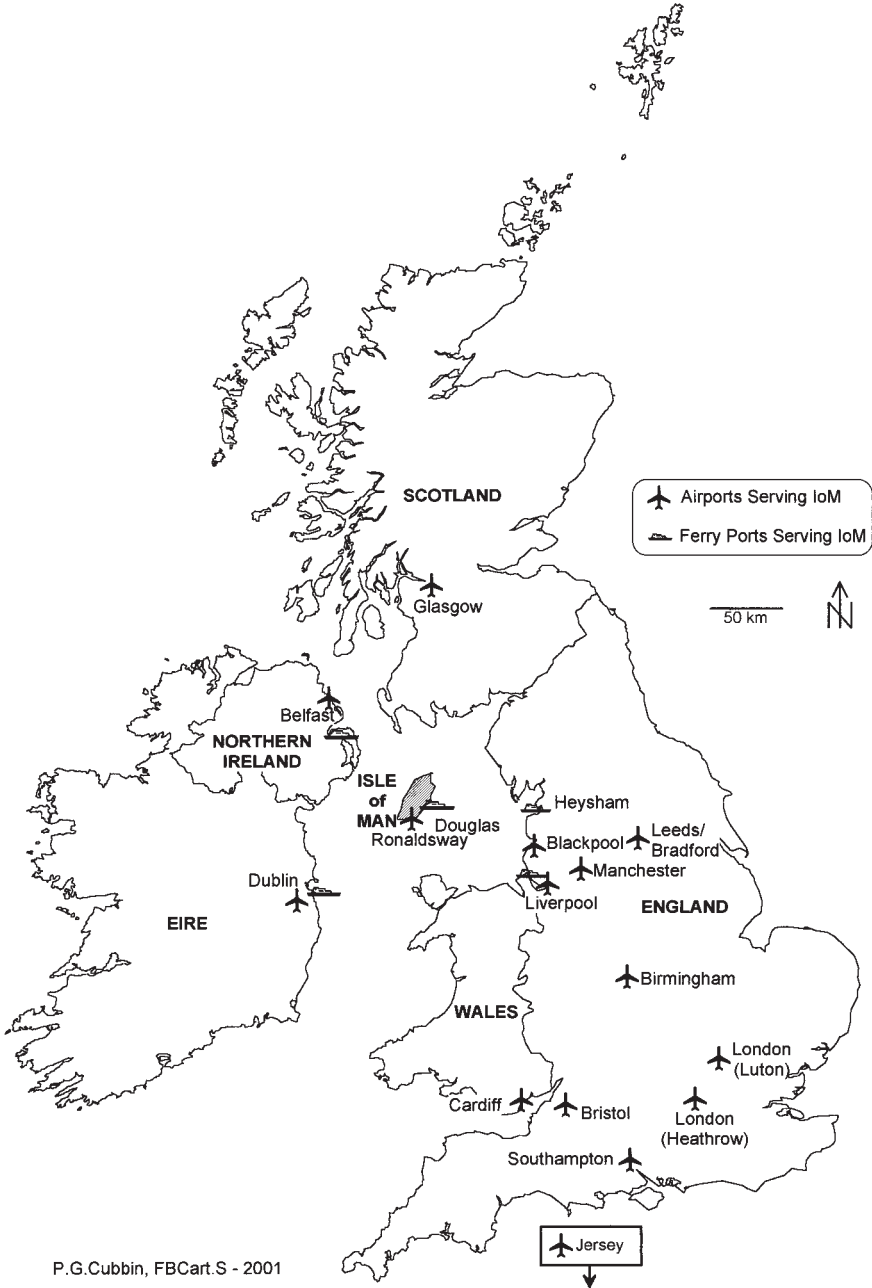 SCOTLAND
Airports Serving IoM
Ferry Ports Serving IoM
50 km
N
Glasgow
Belfast
NORTHERN
IRELAND
ISLE
of
MAN
Ronaldsway
Douglas
Heysham
Blackpool
Leeds/
Bradford
Manchester
Liverpool
Dublin
EIRE
ENGLAND
Birmingham
WALES
London
(Luton)
Cardiff
Bristol
London
(Heathrow)
Southampton
Jersey
P.G.Cubbin, FBCart.S - 2001